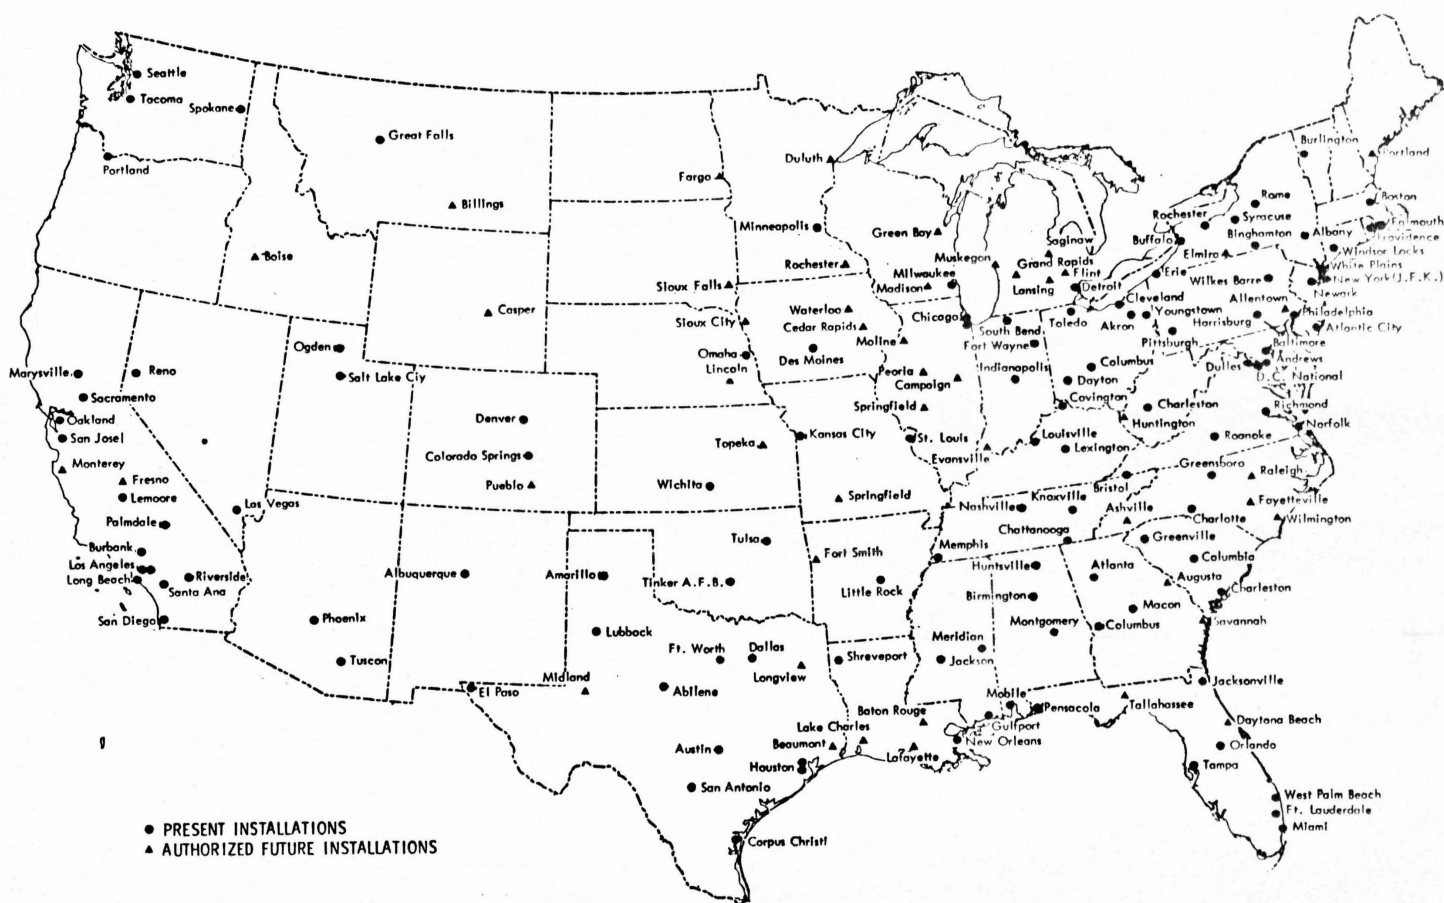 Seattle
Tacoma
Spokane
Portland
Great Falls
Billings
Boise
Casper
Fargo
Duluth
Minneapolis
Rochester
Sioux Falls
Sioux City
Green Bay
Milwaukee
Madison
Chicago
Waterloo
Cedar Rapids
Moline
Des Moines
Omaha
Lincoln
Peoria
Campaign
Springfield
Muskegon
Saginaw
Grand Rapids
Flint
Lansing
Detroit
South Bend
Fort Wayne
Toledo
Indianapolis
Cleveland
Akron
Youngstown
Columbus
Dayton
Covington
Pittsburgh
Erie
Buffalo
Rochester
Rome
Syracuse
Binghamton
Elmira
Albany
Burlington
Portland
Boston
Falmouth
Providence
Windsor Locks
White Plains
New York (J.F.K.)
Newark
Wilkes Barre
Allentown
Harrisburg
Philadelphia
Atlantic City
Baltimore
Andrews
Dulles
D.C. National
Richmond
Norfolk
Charleston
Huntington
Roanoke
Ogden
Salt Lake Ciy
Marysville
Reno
Sacramento
Oakland
San Josel
Monterey
Fresno
Lemoore
Palmdale
Burbank
Los Angeles
Long Beach
Riverside
Santa Ana
San Diego
Las Vegas
Phoenix
Tuscon
Denver
Colorado Springs
Pueblo
Albuquerque
Topeka
Kansas City
Wichita
St. Louis
Springfield
Evansville
Louisville
Lexington
Tulsa
Tinker A.F.B.
Fort Smith
Little Rock
Memphis
Nashville
Knoxville
Chattanooga
Bristol
Ashville
Greensboro
Raleigh
Fayetteville
Charlotte
Wilmington
Greenville
Columbia
Charleston
Augusta
Savannah
Atlanta
Macon
Columbus
Huntsville
Birmington
Montgomery
Meridian
Jackson
Amarillo
Lubbock
Ft. Worth
Dallas
Longview
Midland
El Paso
Abilene
Shreveport
Austin
Beaumont
Lake Charles
Houston
San Antonio
Corpus Christi
Baton Rouge
Lafayette
New Orleans
Gulfport
Mobile
Pensacola
Tallahassee
Jacksonville
Daytona Beach
Orlando
Tampa
West Palm Beach
Ft. Lauderdale
Miami
PRESENT INSTALLATIONS
AUTHORIZED FUTURE INSTALLATIONS